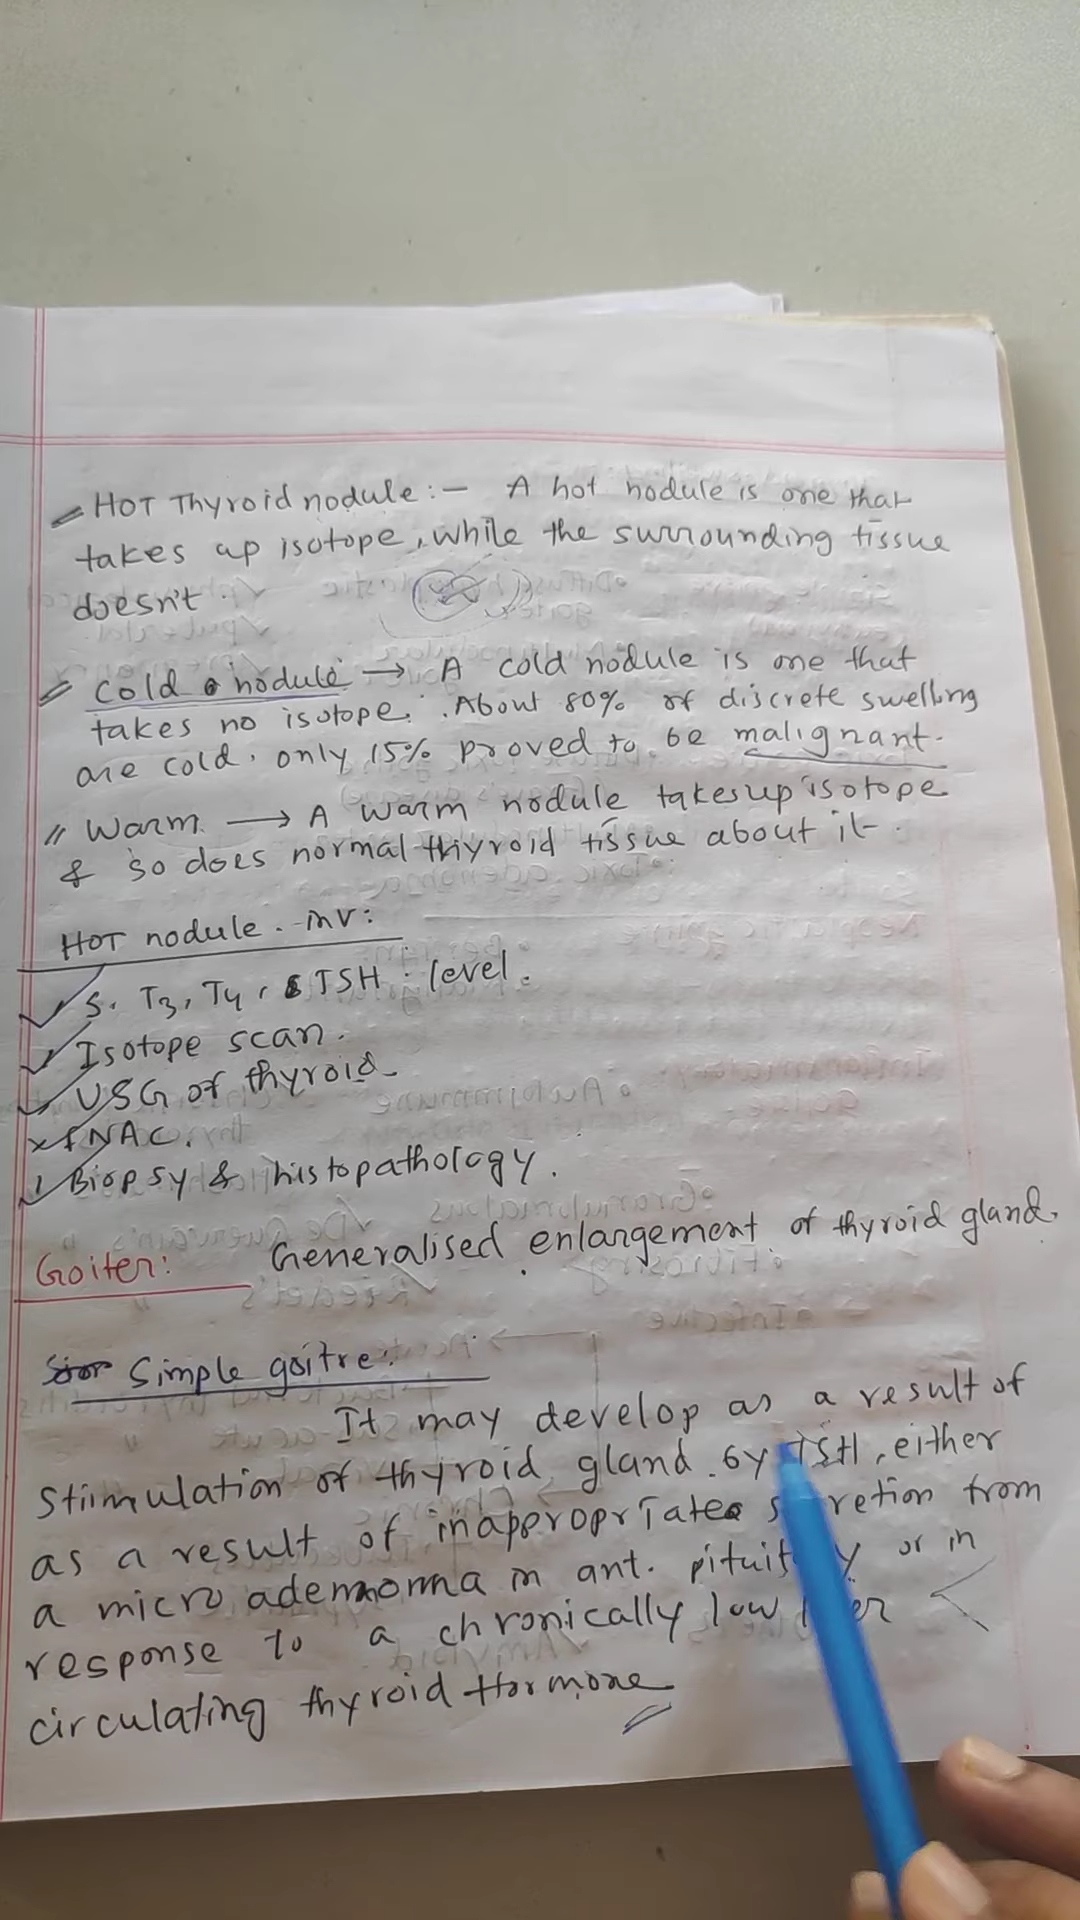 HOT Thyroid nodule :- A hot nodule is one that
takes up isotope, while the surrounding tissue
doesn't.
Cold nodule → A cold nodule is one that
takes no isotope. About 80% of discrete swelling
are cold. only 15% proved to be malignant.
" Warm → A warm nodule takes up isotope
& so does normal thyroid tissue about it.
HOT nodule. inv:
S. T3, T4, TSH level.
Isotope scan.
USG of thyroid.
FNAC.
Biopsy & histopathology.
Goiter: Generalised enlargement of thyroid gland.
Simple goitre:
It may develop as a result of
stimulation of thyroid gland by TSH, either
as a result of inappropriate secretion from
a micro adenoma in ant. pituitary or in
response to a chronically low
circulating thyroid Hormone